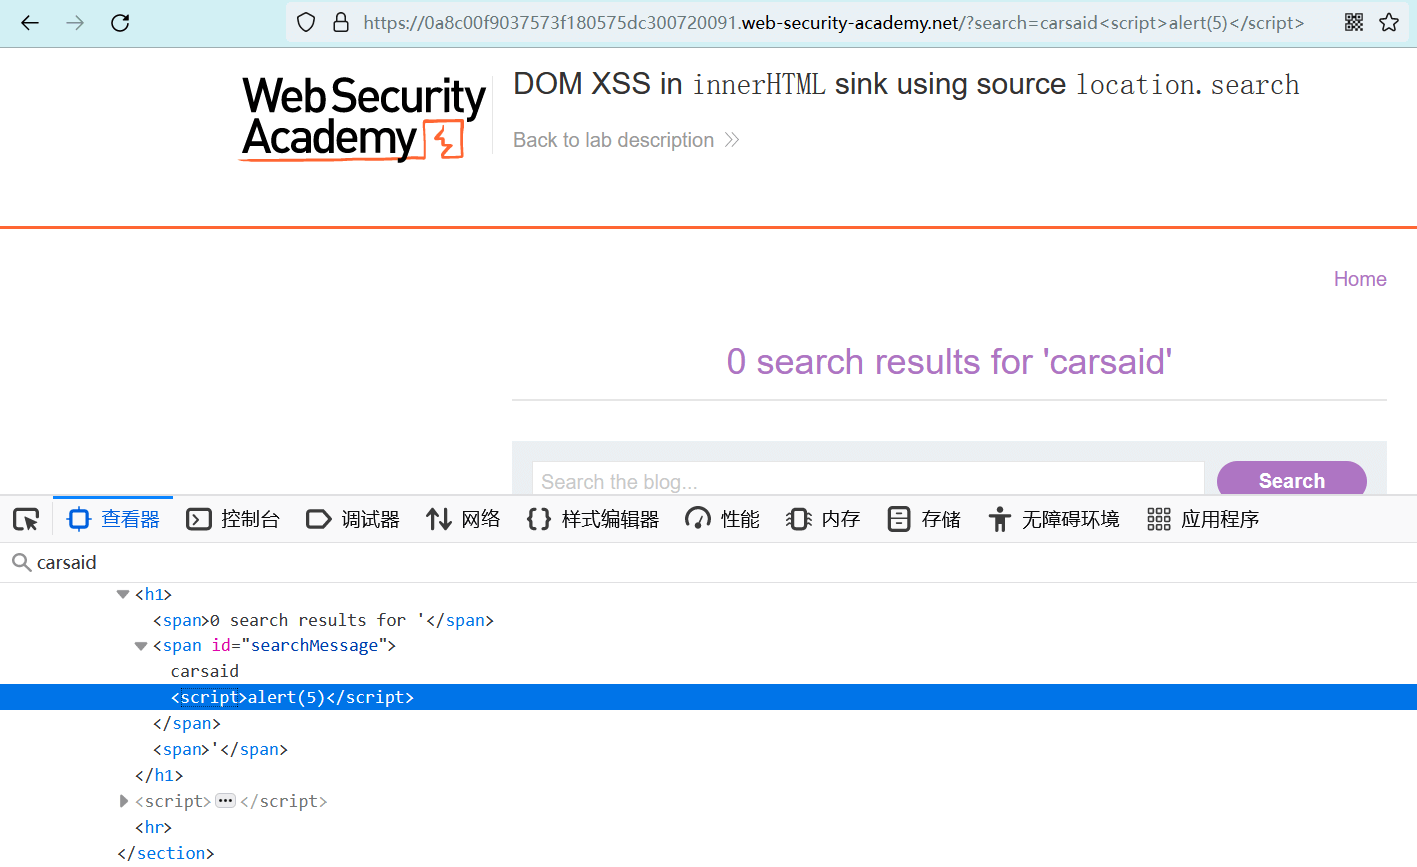 https://0a8c00f9037573f180575dc300720091.web-security-academy.net/?search=carsaid<script>alert(5)</script>
Web Security
Academy
DOM XSS in innerHTML sink using source location.search
Back to lab description
Home
0 search results for 'carsaid'
Search the blog...
Search
查看器 控制台 调试器 网络 样式编辑器 性能 内存 存储 无障碍环境 应用程序
carsaid
<h1>
<span>0 search results for '</span>
<span id="searchMessage">
carsaid
<script>alert(5)</script>
</span>
<span>'</span>
</h1>
<script>…</script>
<hr>
</section>